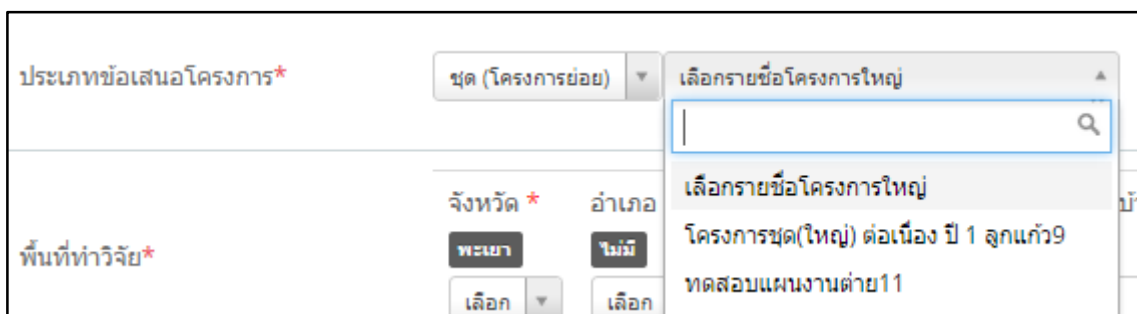 ประเภทข้อเสนอโครงการ* ชุด (โครงการย่อย) เลือกรายชื่อโครงการใหญ่
เลือกรายชื่อโครงการใหญ่
จังหวัด * อำเภอ
โครงการชุด(ใหญ่) ต่อเนื่อง ปี 1 ลูกแก้ว9
พื้นที่ทำวิจัย* พะเยา ไม่มี
ทดสอบแผนงานต่าย11
เลือก เลือก